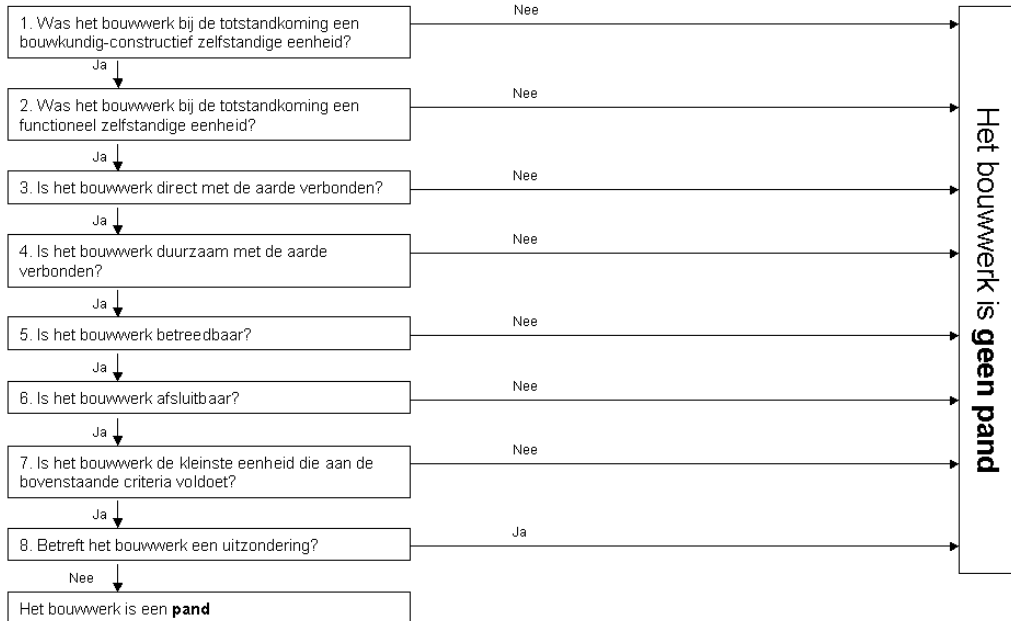 1. Was het bouwwerk bij de totstandkoming een
bouwkundig-constructief zelfstandige eenheid?
Nee
Ja
2. Was het bouwwerk bij de totstandkoming een
functioneel zelfstandige eenheid?
Nee
Ja
3. Is het bouwwerk direct met de aarde verbonden?
Nee
Ja
4. Is het bouwwerk duurzaam met de aarde
verbonden?
Nee
Ja
5. Is het bouwwerk betreedbaar?
Nee
Ja
6. Is het bouwwerk afsluitbaar?
Nee
Ja
7. Is het bouwwerk de kleinste eenheid die aan de
bovenstaande criteria voldoet?
Nee
Ja
8. Betreft het bouwwerk een uitzondering?
Ja
Nee
Het bouwwerk is een pand
Het bouwwerk is geen pand